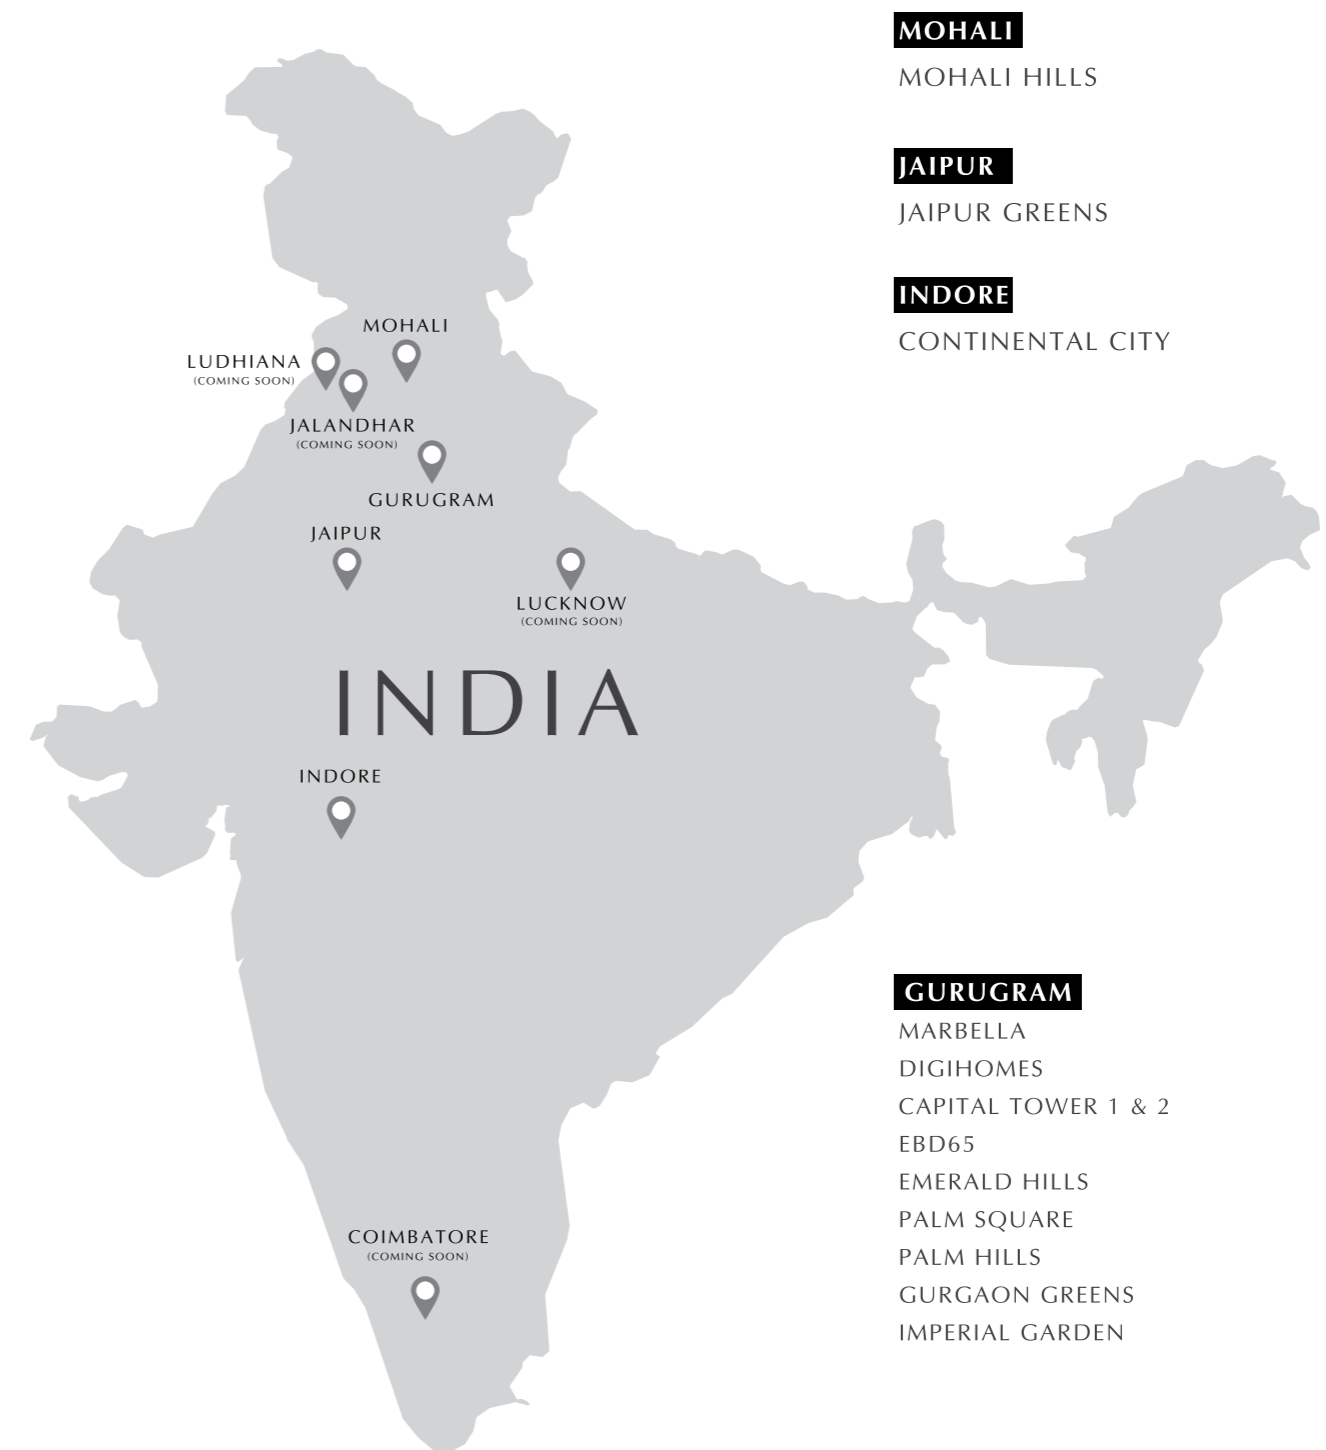 MOHALI
MOHALI HILLS
JAIPUR
JAIPUR GREENS
INDORE
CONTINENTAL CITY
MOHALI
LUDHIANA
(COMING SOON)
JALANDHAR
(COMING SOON)
GURUGRAM
JAIPUR
LUCKNOW
(COMING SOON)
INDIA
INDORE
COIMBATORE
(COMING SOON)
GURUGRAM
MARBELLA
DIGIHOMES
CAPITAL TOWER 1 & 2
EBD65
EMERALD HILLS
PALM SQUARE
PALM HILLS
GURGAON GREENS
IMPERIAL GARDEN